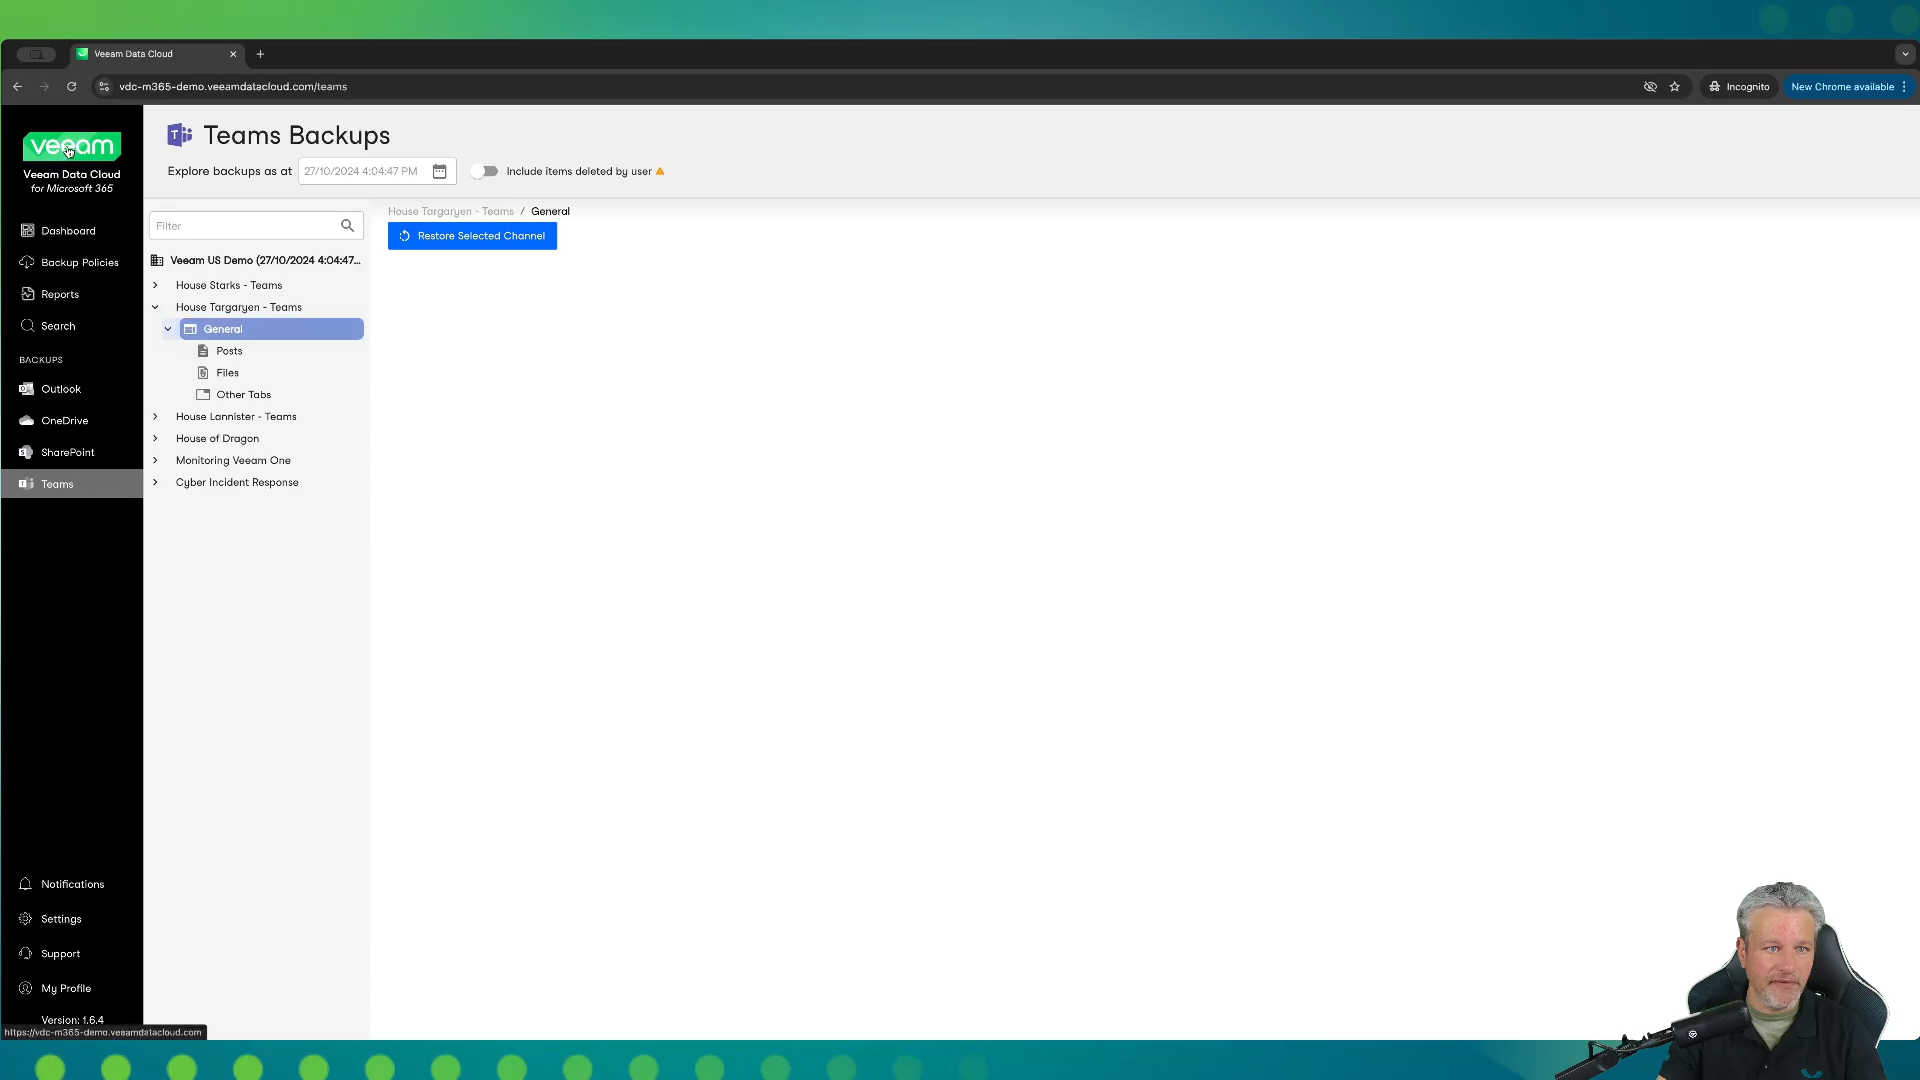 Veeam Data Cloud
vdc-m365-demo.veeamdatacloud.com/teams
Incognito
New Chrome available
veeam
Veeam Data Cloud
for Microsoft 365
Dashboard
Backup Policies
Reports
Search
BACKUPS
Outlook
OneDrive
SharePoint
Teams
Notifications
Settings
Support
My Profile
Version: 1.6.4
https://vdc-m365-demo.veeamdatacloud.com
Teams Backups
Explore backups as at 27/10/2024 4:04:47 PM Include items deleted by user
Filter
Veeam US Demo (27/10/2024 4:04:47...
House Starks - Teams
House Targaryen - Teams
General
Posts
Files
Other Tabs
House Lannister - Teams
House of Dragon
Monitoring Veeam One
Cyber Incident Response
House Targaryen - Teams / General
Restore Selected Channel